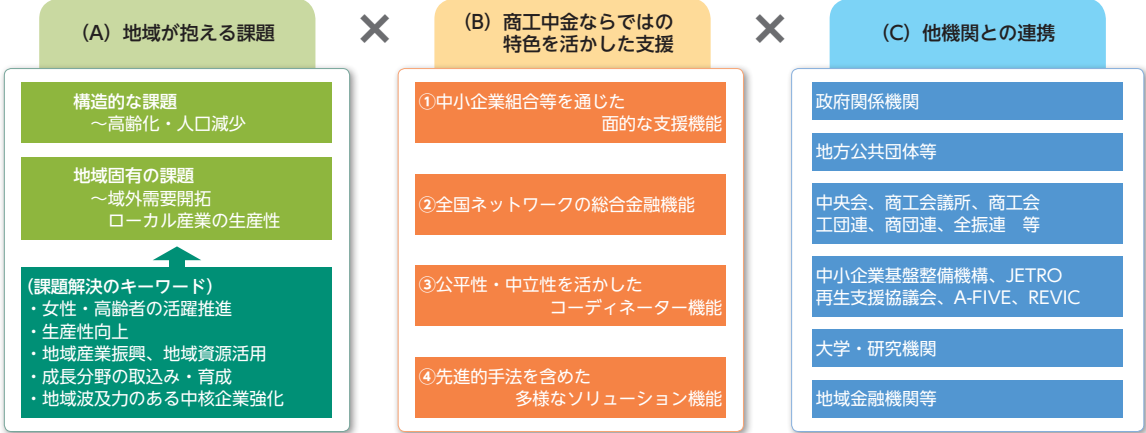 (A) 地域が抱える課題
×
(B) 商工中金ならではの
特色を活かした支援
×
(C) 他機関との連携
構造的な課題
～高齢化・人口減少
地域固有の課題
～域外需要開拓
ローカル産業の生産性
(課題解決のキーワード)
・女性・高齢者の活躍推進
・生産性向上
・地域産業振興、地域資源活用
・成長分野の取込み・育成
・地域波及力のある中核企業強化
①中小企業組合等を通じた
面的な支援機能
②全国ネットワークの総合金融機能
③公平性・中立性を活かした
コーディネーター機能
④先進的手法を含めた
多様なソリューション機能
政府関係機関
地方公共団体等
中央会、商工会議所、商工会
工団連、商団連、全振連　等
中小企業基盤整備機構、JETRO
再生支援協議会、A-FIVE、REVIC
大学・研究機関
地域金融機関等